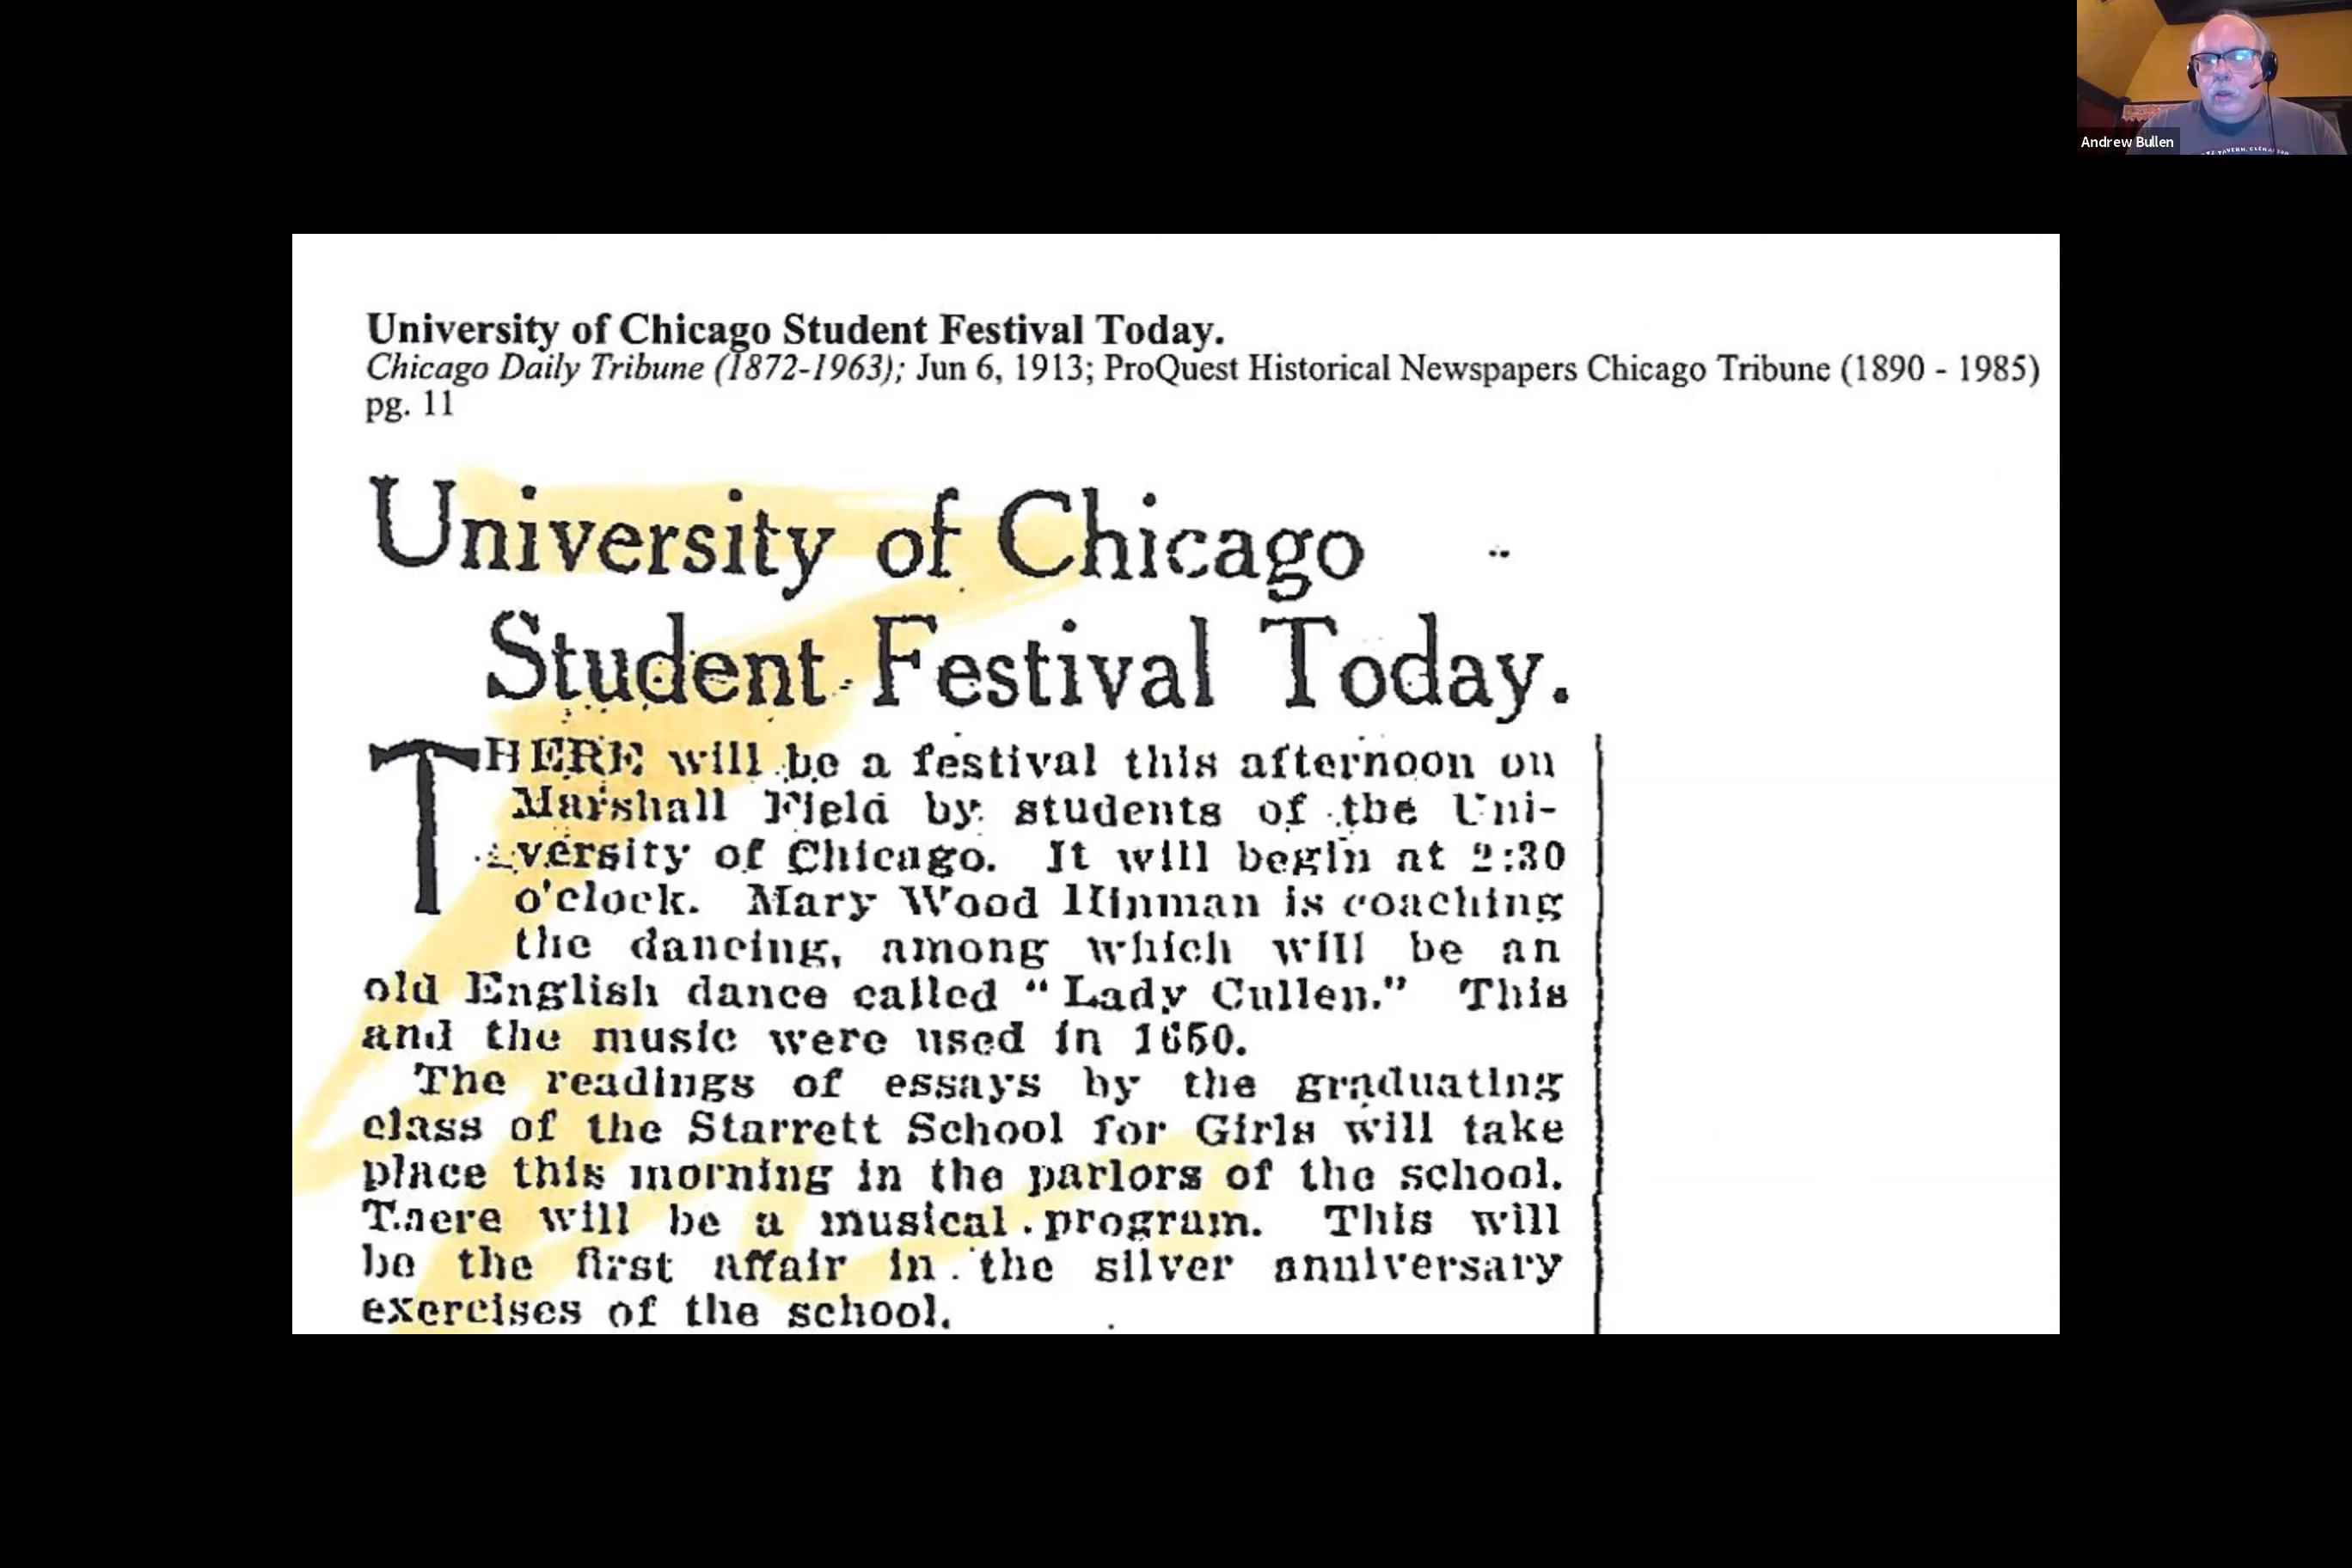 Andrew Bullen
University of Chicago Student Festival Today.
Chicago Daily Tribune (1872-1963); Jun 6, 1913; ProQuest Historical Newspapers Chicago Tribune (1890 - 1985)
pg. 11
University of Chicago
Student Festival Today.
THERE will be a festival this afternoon on
Marshall Field by students of the Uni-
versity of Chicago. It will begin at 2:30
o'clock. Mary Wood Hinman is coaching
the dancing, among which will be an
old English dance called "Lady Cullen." This
and the music were used in 1650.
The readings of essays by the graduating
class of the Starrett School for Girls will take
place this morning in the parlors of the school.
There will be a musical program. This will
be the first affair in the silver anniversary
exercises of the school.